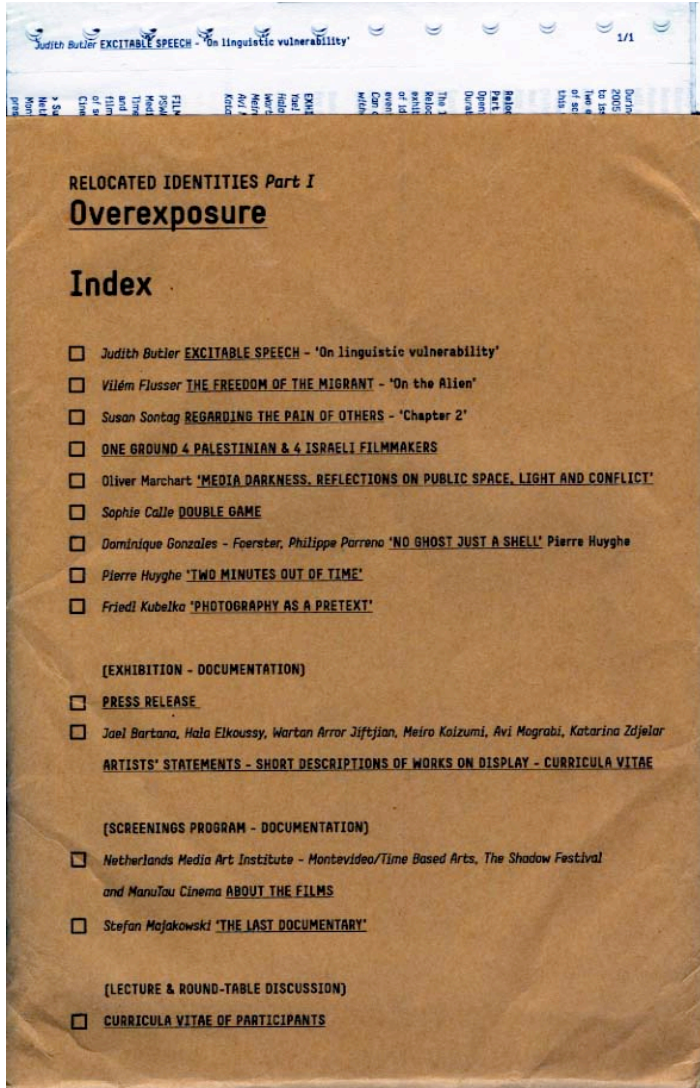 Judith Butler EXCITABLE SPEECH - 'On linguistic vulnerability'
1/1
RELOCATED IDENTITIES Part I
Overexposure
Index
Judith Butler EXCITABLE SPEECH - 'On linguistic vulnerability'
Vilém Flusser THE FREEDOM OF THE MIGRANT - 'On the Alien'
Susan Sontag REGARDING THE PAIN OF OTHERS - 'Chapter 2'
ONE GROUND 4 PALESTINIAN & 4 ISRAELI FILMMAKERS
Oliver Marchart 'MEDIA DARKNESS, REFLECTIONS ON PUBLIC SPACE, LIGHT AND CONFLICT'
Sophie Calle DOUBLE GAME
Dominique Gonzales - Foerster, Philippe Parreno 'NO GHOST JUST A SHELL' Pierre Huyghe
Pierre Huyghe 'TWO MINUTES OUT OF TIME'
Friedl Kubelka 'PHOTOGRAPHY AS A PRETEXT'
(EXHIBITION - DOCUMENTATION)
PRESS RELEASE
Jael Bartana, Hala Elkoussy, Wartan Arror Jiftjian, Meiro Koizumi, Avi Mograbi, Katarina Zdjelar
ARTISTS' STATEMENTS - SHORT DESCRIPTIONS OF WORKS ON DISPLAY - CURRICULA VITAE
(SCREENINGS PROGRAM - DOCUMENTATION)
Netherlands Media Art Institute - Montevideo/Time Based Arts, The Shadow Festival
and ManuTau Cinema ABOUT THE FILMS
Stefan Majakowski 'THE LAST DOCUMENTARY'
(LECTURE & ROUND-TABLE DISCUSSION)
CURRICULA VITAE OF PARTICIPANTS